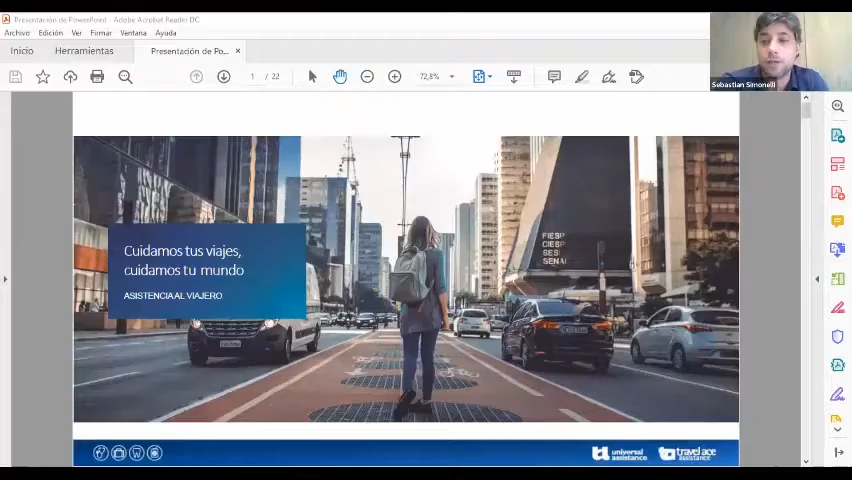 Presentación de PowerPoint - Adobe Acrobat Reader DC
Archivo Edición Ver Firmar Ventana Ayuda
Inicio Herramientas Presentación de Po... ×
1 / 22 72,8%
Sebastian Simonelli
FIESP
CIESP
SESI
SENAI
Cuidamos tus viajes,
cuidamos tu mundo
ASISTENCIA AL VIAJERO
universal assistance
travel ace assistance